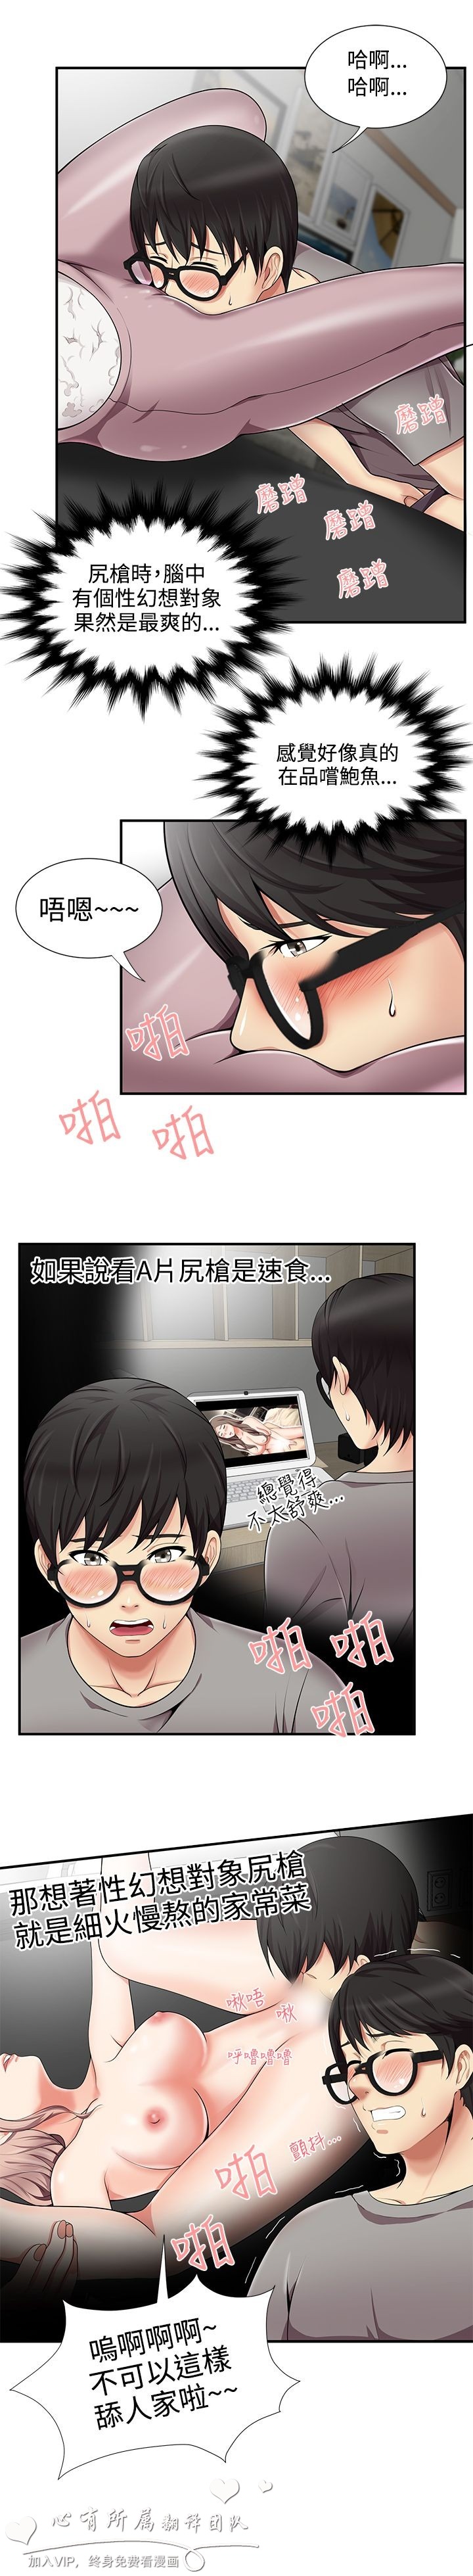 哈啊...
哈啊...
磨蹭
磨蹭
磨蹭
磨蹭
尻槍時,腦中
有個性幻想對象
果然是最爽的...
感覺好像真的
在品嚐鮑魚...
唔嗯~~~
啪
啪
啪
如果說看A片尻槍是速食...
總覺得
不太舒爽...
啪
啪
啪
那想著性幻想對象尻槍
就是細火慢熬的家常菜
啾唔
啾
呼嚕嚕嚕
顫抖...
啪
啪
嗚啊啊啊~
不可以這樣
舔人家啦~~
心有所属翻译团队
加入VIP，终身免费看漫画